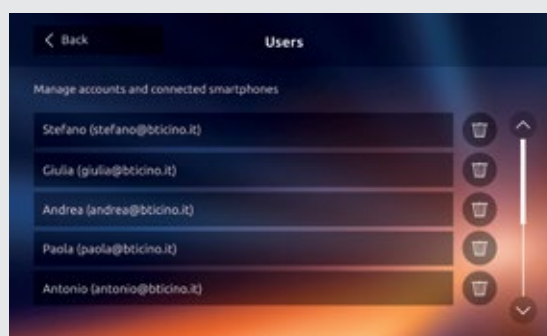 Back
Users
Manage accounts and connected smartphones
Stefano (stefano@bticino.it)
Giulia (giulia@bticino.it)
Andrea (andrea@bticino.it)
Paola (paola@bticino.it)
Antonio (antonio@bticino.it)